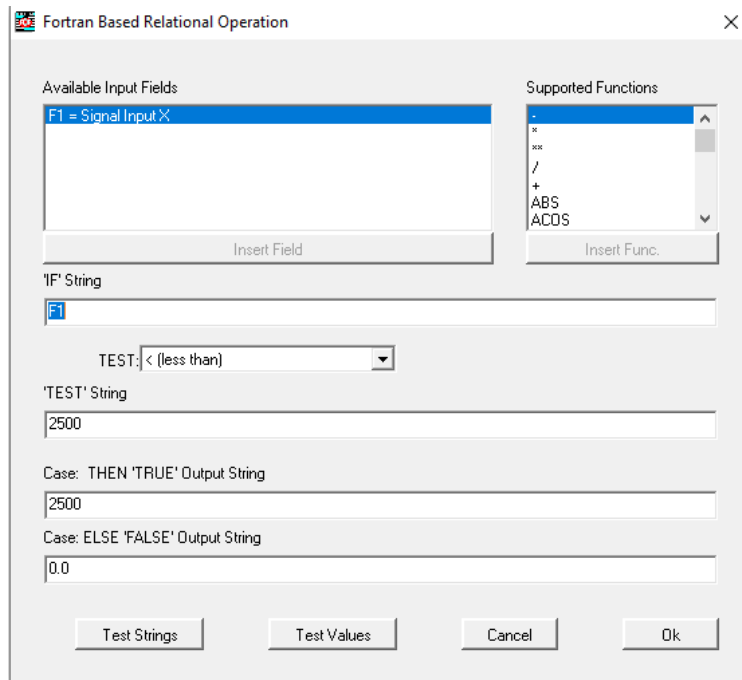 Fortran Based Relational Operation
Available Input Fields
F1 = Signal Input X
Insert Field
Supported Functions
-
*
**
/
+
ABS
ACOS
Insert Func.
'IF' String
F1
TEST: < (less than)
'TEST' String
2500
Case: THEN 'TRUE' Output String
2500
Case: ELSE 'FALSE' Output String
0.0
Test Strings Test Values Cancel Ok